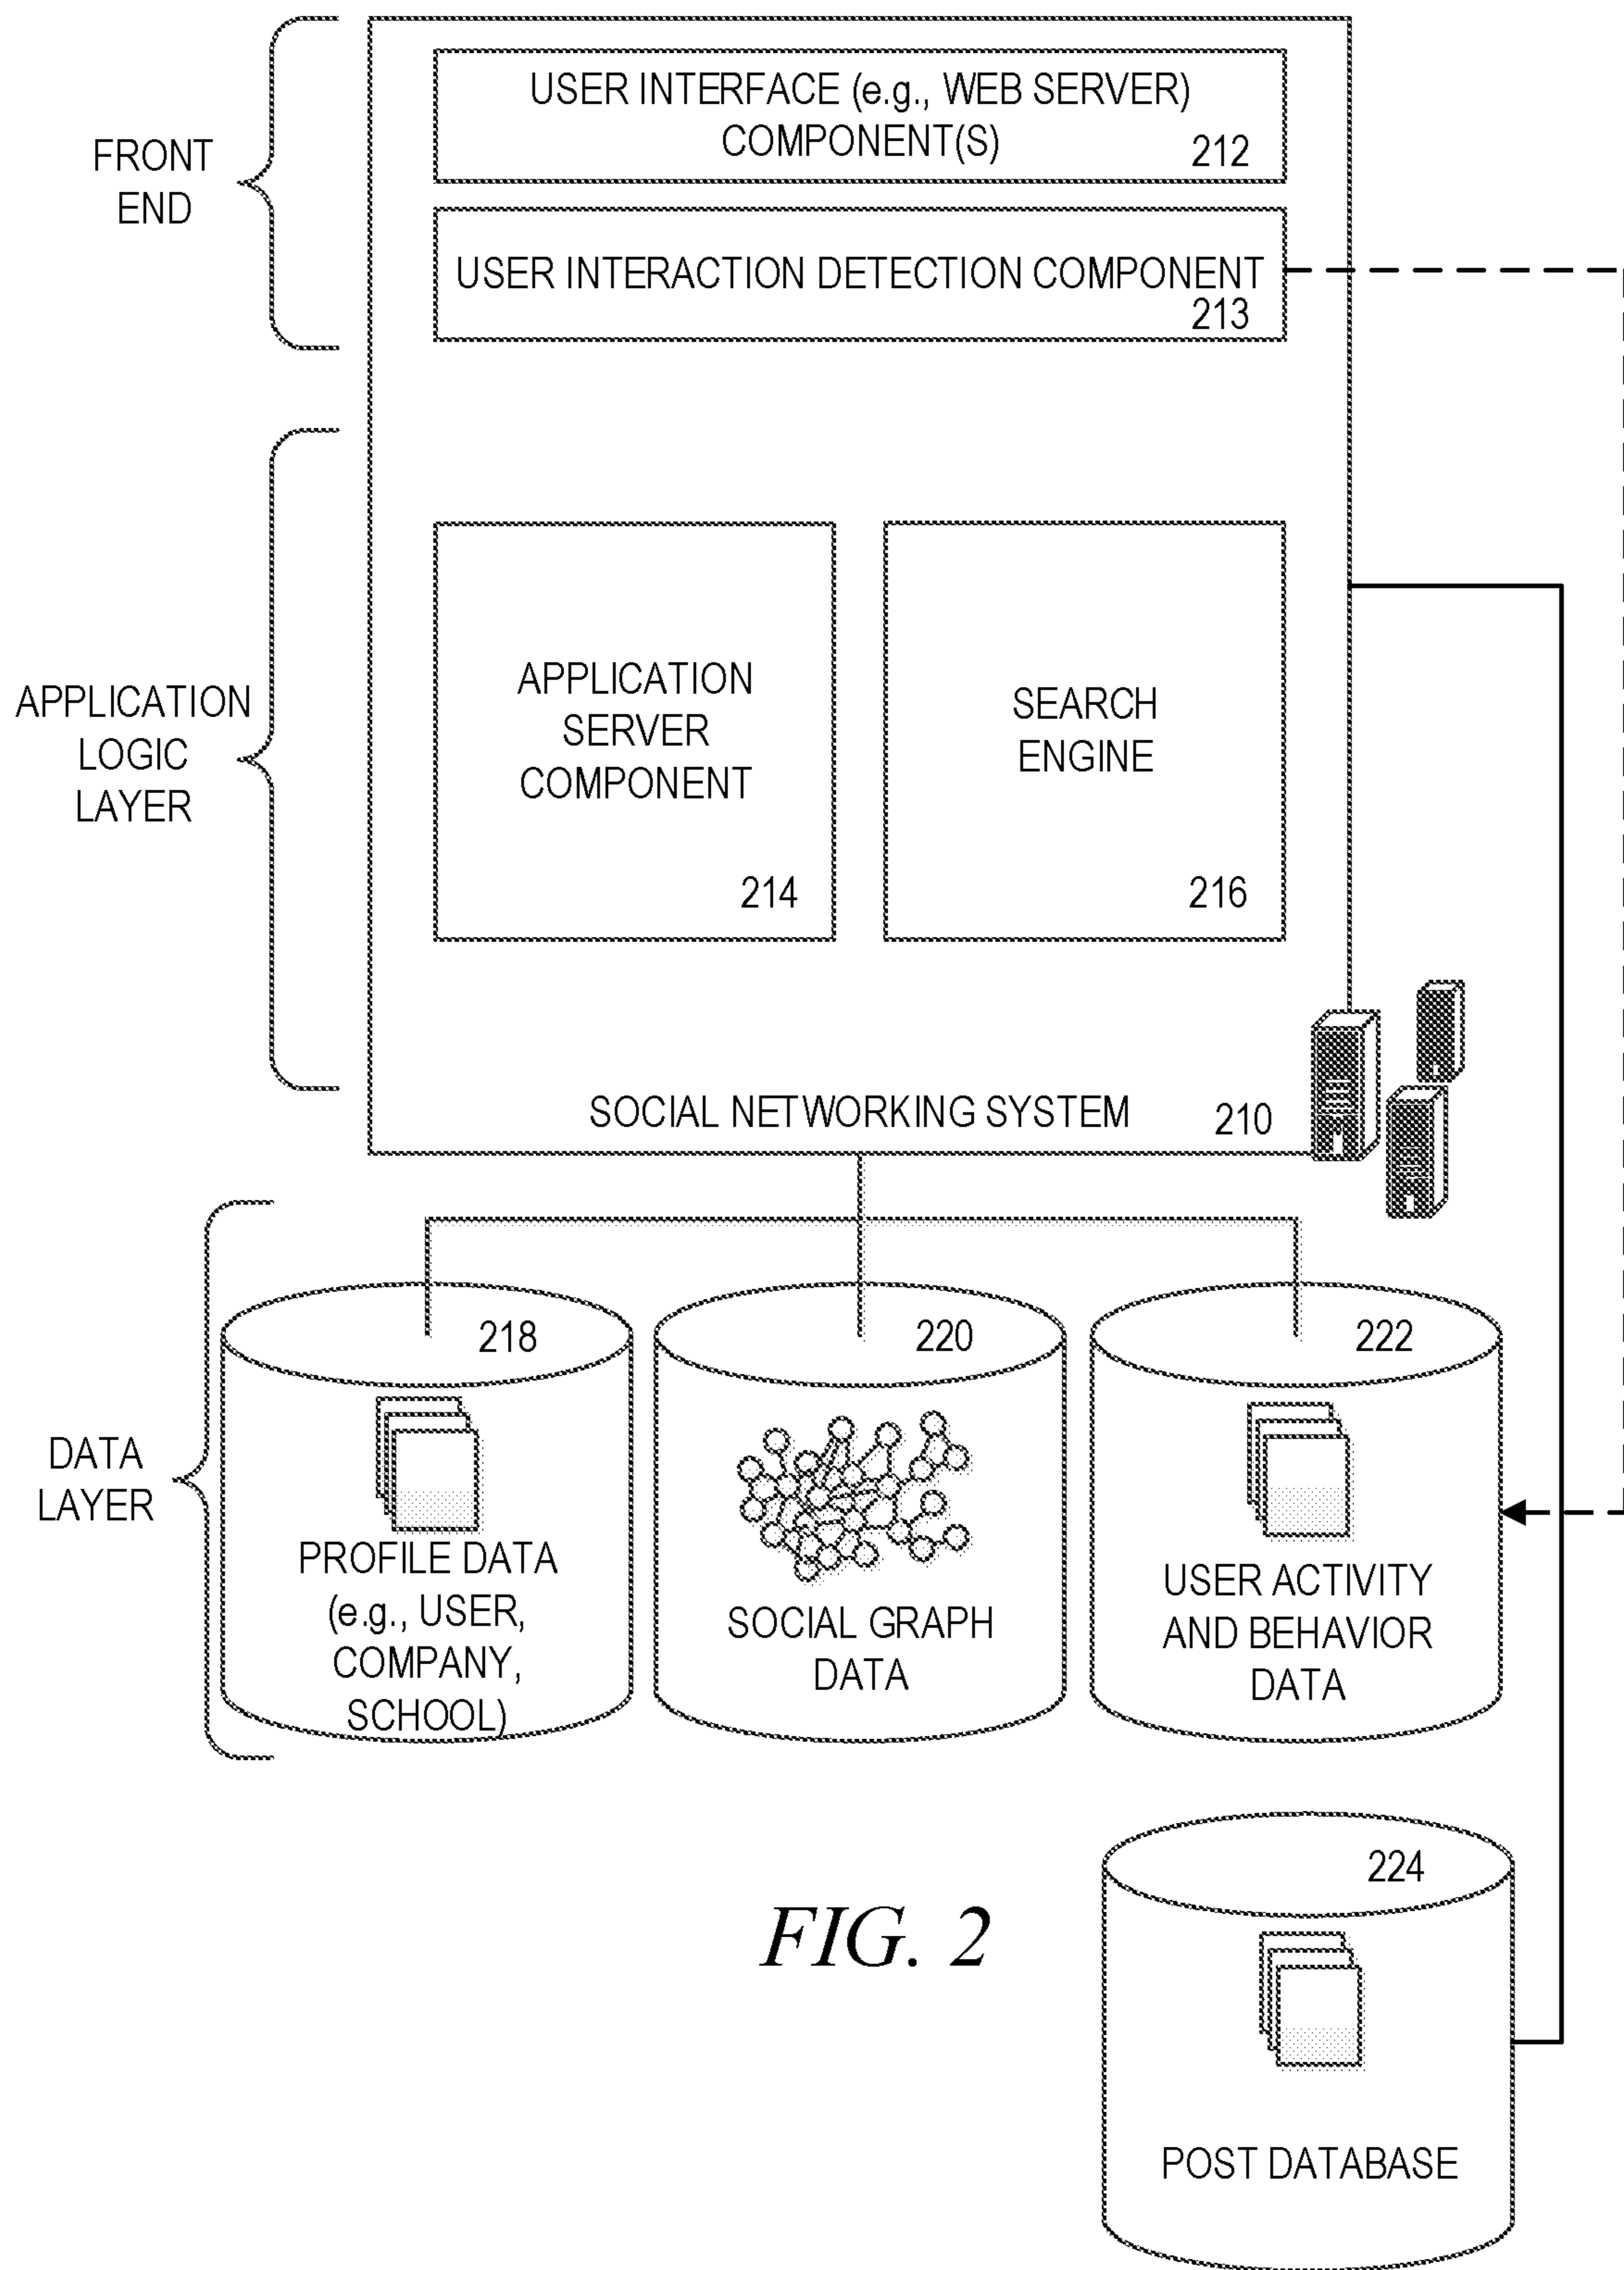 FRONT
END
USER INTERFACE (e.g., WEB SERVER)
COMPONENT(S)
212
USER INTERACTION DETECTION COMPONENT
213
APPLICATION
LOGIC
LAYER
APPLICATION
SERVER
COMPONENT
214
SEARCH
ENGINE
216
SOCIAL NETWORKING SYSTEM
210
DATA
LAYER
218
PROFILE DATA
(e.g., USER,
COMPANY,
SCHOOL)
220
SOCIAL GRAPH
DATA
222
USER ACTIVITY
AND BEHAVIOR
DATA
224
POST DATABASE
FIG. 2